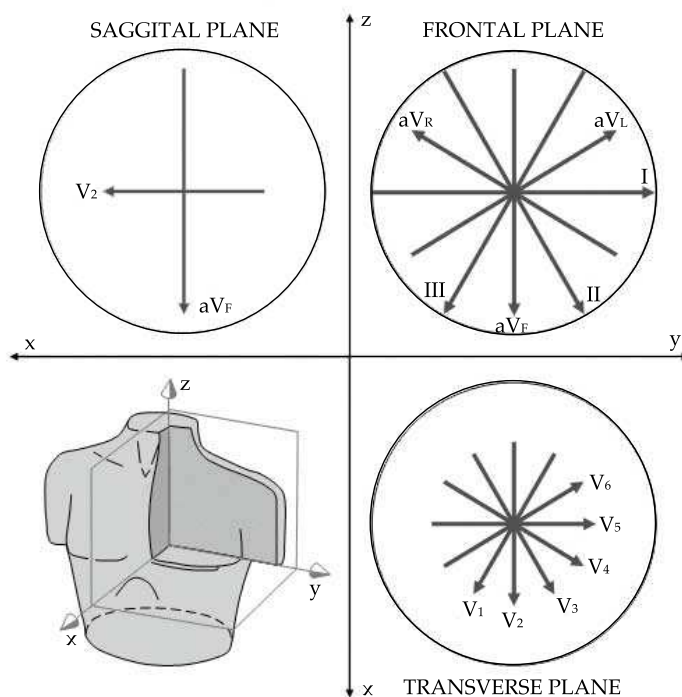 SAGGITAL PLANE
z
FRONTAL PLANE
aVR
aVL
V2
I
aVF
III
II
aVF
x
y
z
y
x
V6
V5
V4
V1
V2
V3
x
TRANSVERSE PLANE